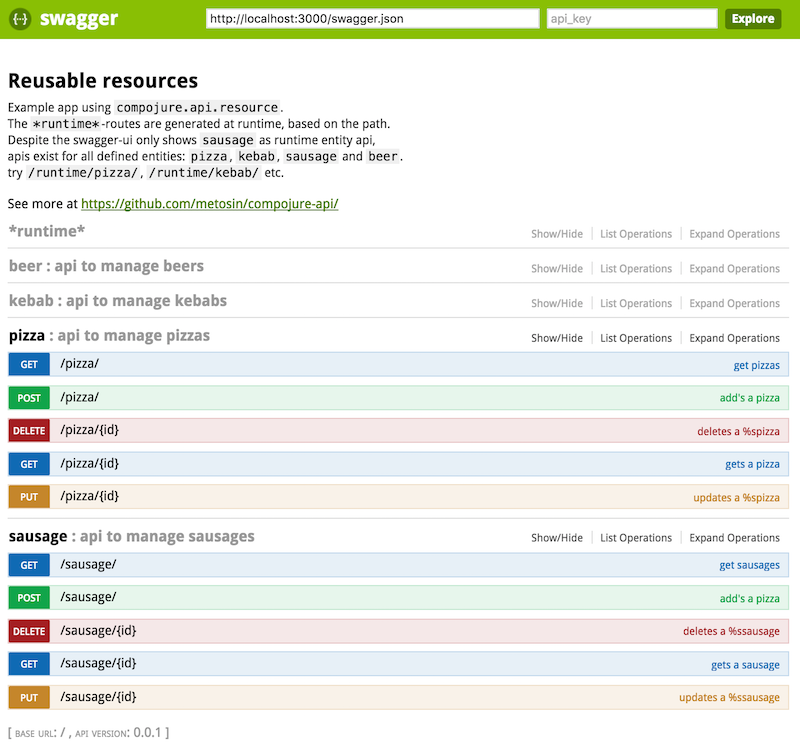 {···} swagger http://localhost:3000/swagger.json api_key Explore
Reusable resources
Example app using compojure.api.resource.
The *runtime*-routes are generated at runtime, based on the path.
Despite the swagger-ui only shows sausage as runtime entity api,
apis exist for all defined entities: pizza, kebab, sausage and beer.
try /runtime/pizza/, /runtime/kebab/ etc.
See more at https://github.com/metosin/compojure-api/
*runtime* Show/Hide List Operations Expand Operations
beer : api to manage beers Show/Hide List Operations Expand Operations
kebab : api to manage kebabs Show/Hide List Operations Expand Operations
pizza : api to manage pizzas Show/Hide List Operations Expand Operations
GET /pizza/ get pizzas
POST /pizza/ add's a pizza
DELETE /pizza/{id} deletes a %spizza
GET /pizza/{id} gets a pizza
PUT /pizza/{id} updates a %spizza
sausage : api to manage sausages Show/Hide List Operations Expand Operations
GET /sausage/ get sausages
POST /sausage/ add's a pizza
DELETE /sausage/{id} deletes a %ssausage
GET /sausage/{id} gets a sausage
PUT /sausage/{id} updates a %ssausage
[ BASE URL: / , API VERSION: 0.0.1 ]